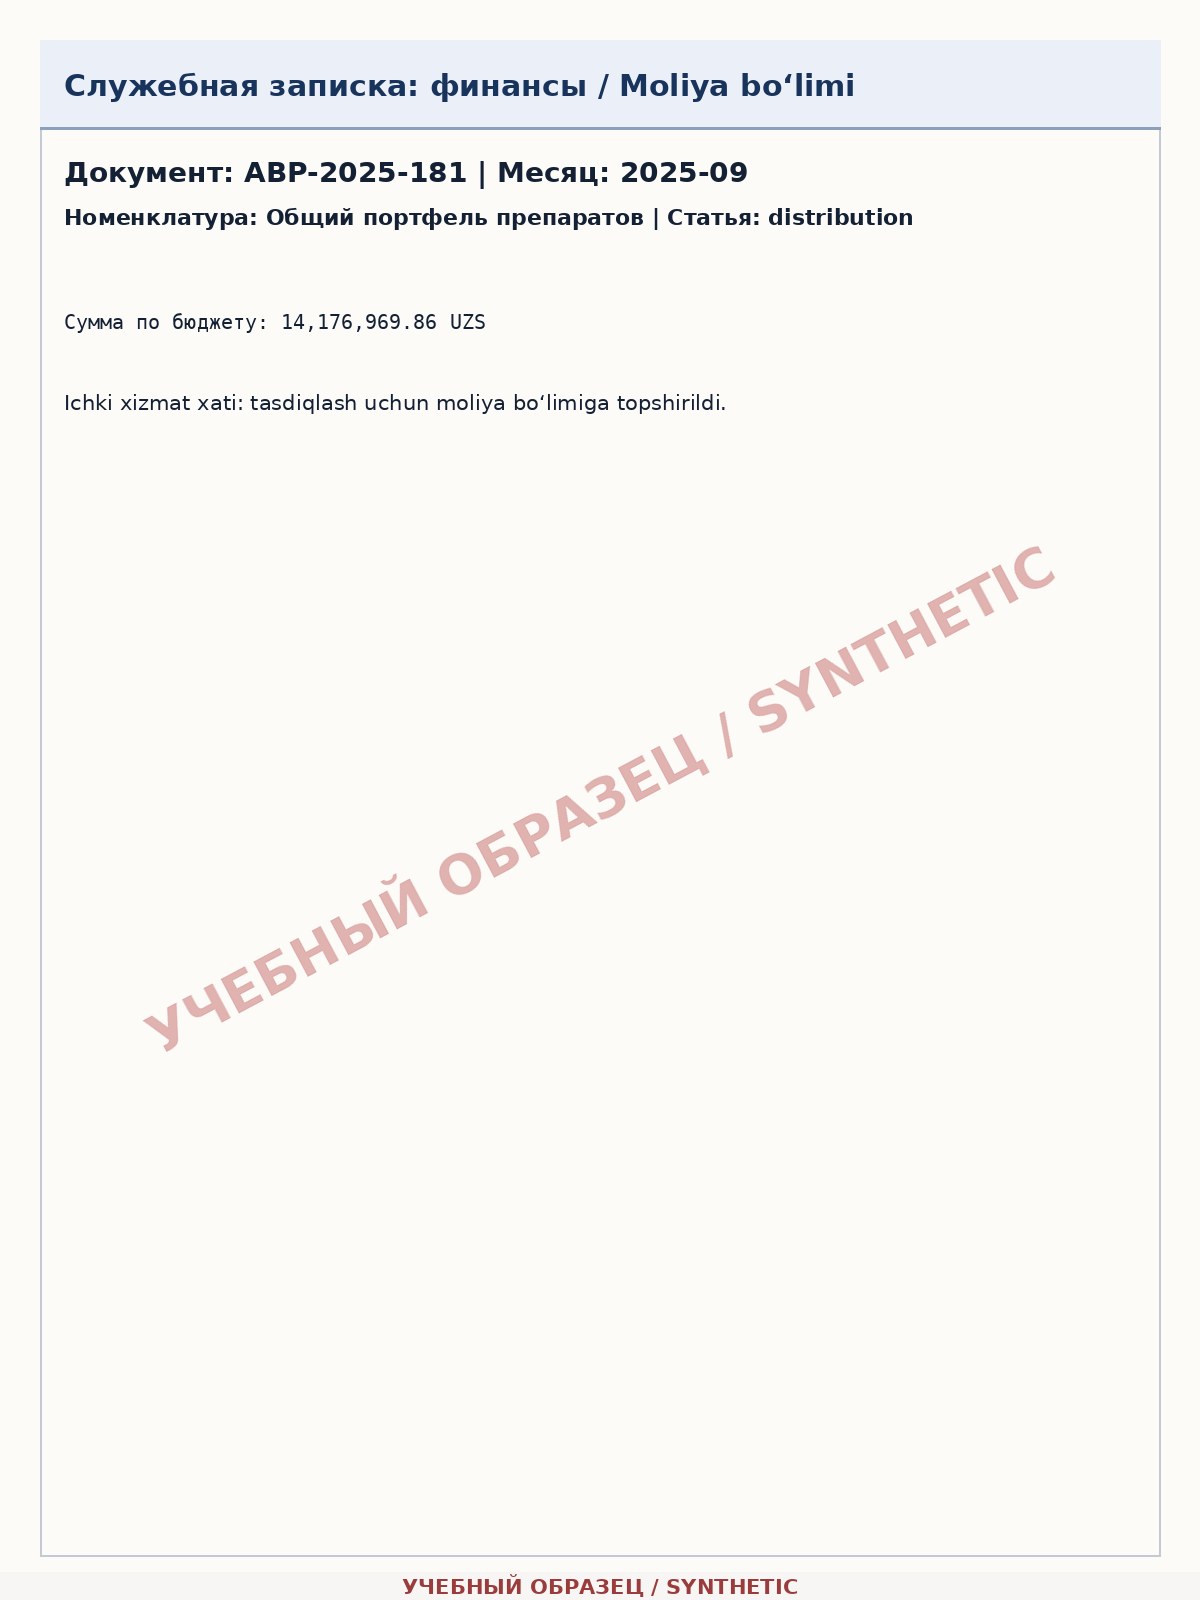 Служебная записка: финансы / Moliya bo‘limi
Документ: АВР-2025-181 | Месяц: 2025-09
Номенклатура: Общий портфель препаратов | Статья: distribution
Сумма по бюджету: 14,176,969.86 UZS
Ichki xizmat xati: tasdiqlash uchun moliya bo‘limiga topshirildi.
УЧЕБНЫЙ ОБРАЗЕЦ / SYNTHETIC
УЧЕБНЫЙ ОБРАЗЕЦ / SYNTHETIC